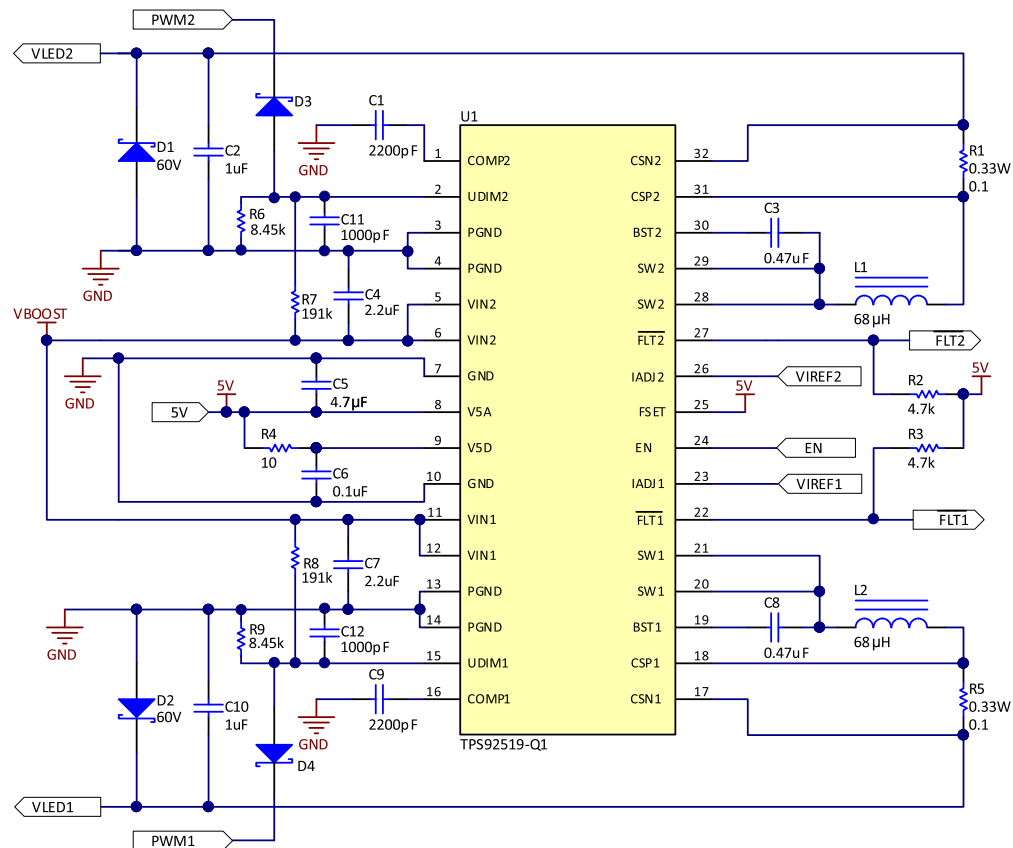 PWM2
VLED2
D1
60V
C2
1uF
D3
C1
2200pF
GND
R6
8.45k
C11
1000pF
GND
R7
191k
C4
2.2uF
VBOOST
GND
C5
4.7µF
5V
5V
R4
10
C6
0.1uF
R8
191k
C7
2.2uF
GND
R9
8.45k
C12
1000pF
C9
2200pF
GND
D2
60V
C10
1uF
D4
VLED1
PWM1
U1
1 COMP2 CSN2 32
2 UDIM2 CSP2 31
3 PGND BST2 30
4 PGND SW2 29
5 VIN2 SW2 28
6 VIN2 FLT2 27
7 GND IADJ2 26
8 V5A FSET 25
9 V5D EN 24
10 GND IADJ1 23
11 VIN1 FLT1 22
12 VIN1 SW1 21
13 PGND SW1 20
14 PGND BST1 19
15 UDIM1 CSP1 18
16 COMP1 CSN1 17
TPS92519-Q1
R1
0.33W
0.1
C3
0.47uF
L1
68µH
FLT2
VIREF2
5V
5V
R2
4.7k
R3
4.7k
EN
VIREF1
FLT1
C8
0.47uF
L2
68µH
R5
0.33W
0.1